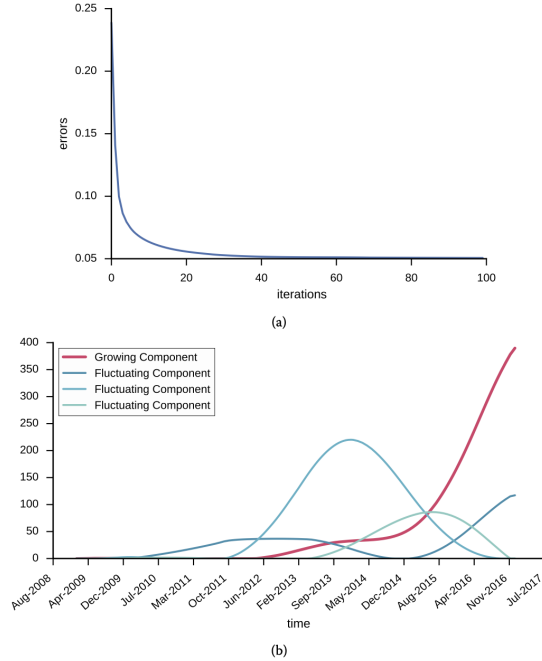 0.25
0.20
0.15
0.10
0.05
errors
0 20 40 60 80 100
iterations
(a)
400
350
300
250
200
150
100
50
0
Growing Component
Fluctuating Component
Fluctuating Component
Fluctuating Component
Aug-2008 Apr-2009 Dec-2009 Jul-2010 Mar-2011 Oct-2011 Jun-2012 Feb-2013 Sep-2013 May-2014 Dec-2014 Aug-2015 Apr-2016 Nov-2016 Jul-2017
time
(b)